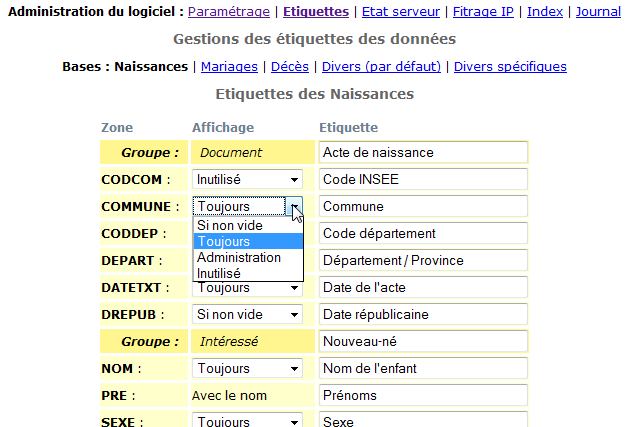 Administration du logiciel : Paramétrage | Etiquettes | Etat serveur | Fitrage IP | Index | Journal
Gestions des étiquettes des données
Bases : Naissances | Mariages | Décès | Divers (par défaut) | Divers spécifiques
Etiquettes des Naissances
Zone Affichage Etiquette
Groupe : Document Acte de naissance
CODCOM : Inutilisé Code INSEE
COMMUNE : Toujours Commune
Si non vide
CODDEP : Toujours Code département
DEPART : Administration Département / Province
Inutilisé
DATETXT : Toujours Date de l'acte
DREPUB : Si non vide Date républicaine
Groupe : Intéressé Nouveau-né
NOM : Toujours Nom de l'enfant
PRE : Avec le nom Prénoms
SEXE : Toujours Sexe